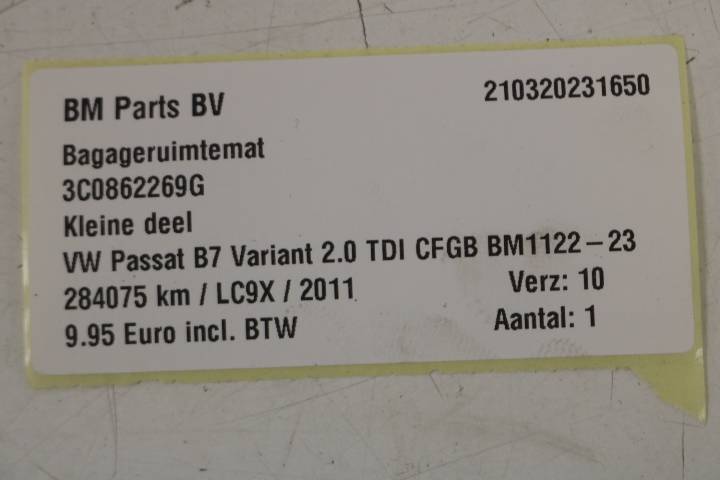 BM Parts BV 210320231650
Bagageruimtemat
3C0862269G
Kleine deel
VW Passat B7 Variant 2.0 TDI CFGB BM1122-23
284075 km / LC9X / 2011 Verz: 10
9.95 Euro incl. BTW Aantal: 1